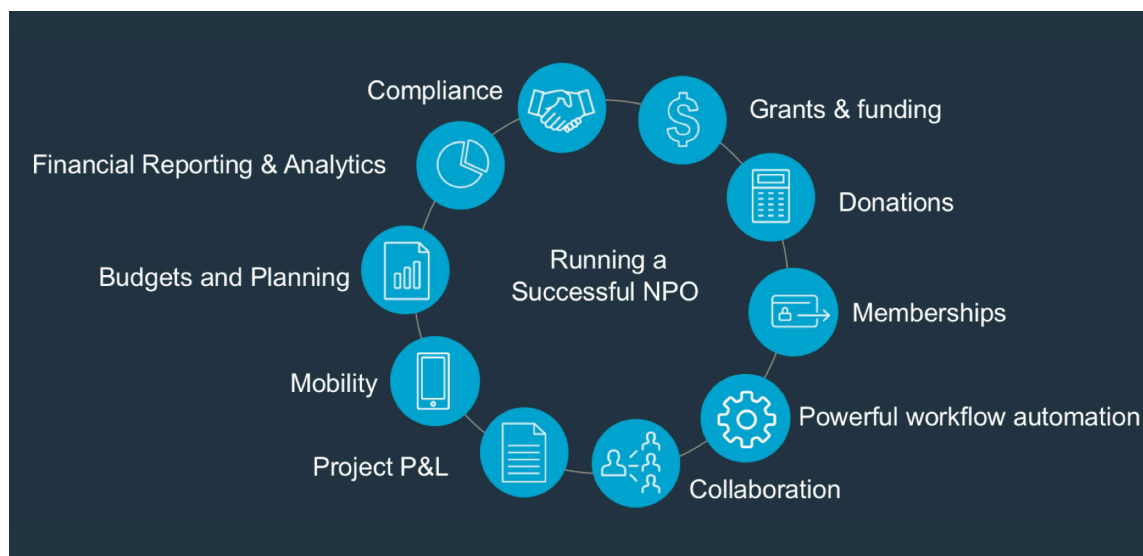 Compliance
Grants & funding
Financial Reporting & Analytics
Donations
Running a
Successful NPO
Budgets and Planning
Memberships
Mobility
Powerful workflow automation
Project P&L
Collaboration